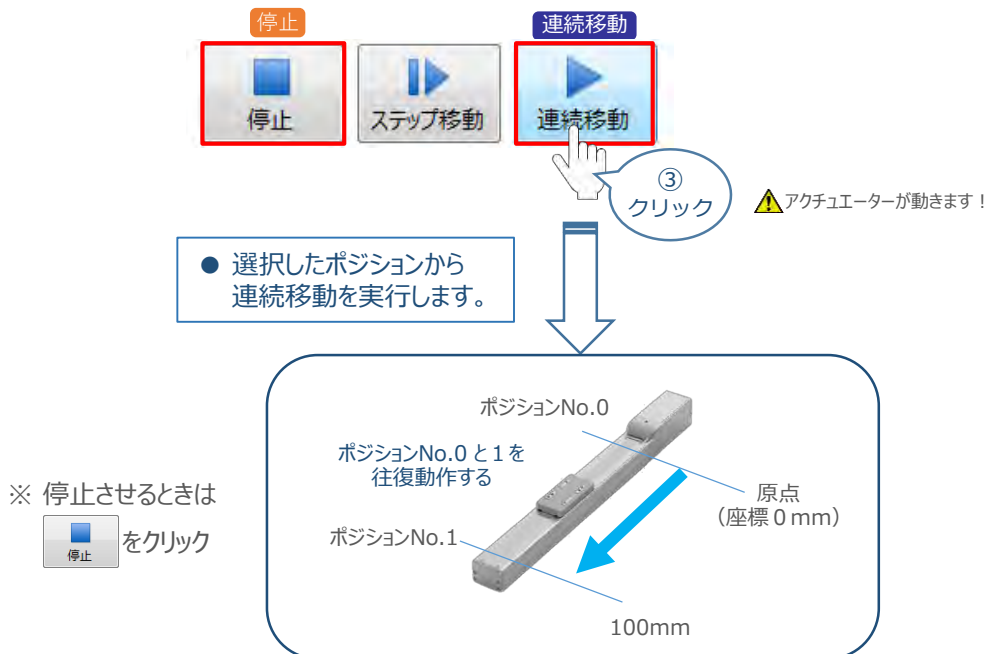 停止
連続移動
停止
ステップ移動
連続移動
③
クリック
アクチュエーターが動きます！
● 選択したポジションから
連続移動を実行します。
ポジションNo.0
ポジションNo.0 と1を
往復動作する
原点
（座標０mm）
ポジションNo.1
100mm
※ 停止させるときは
停止 をクリック